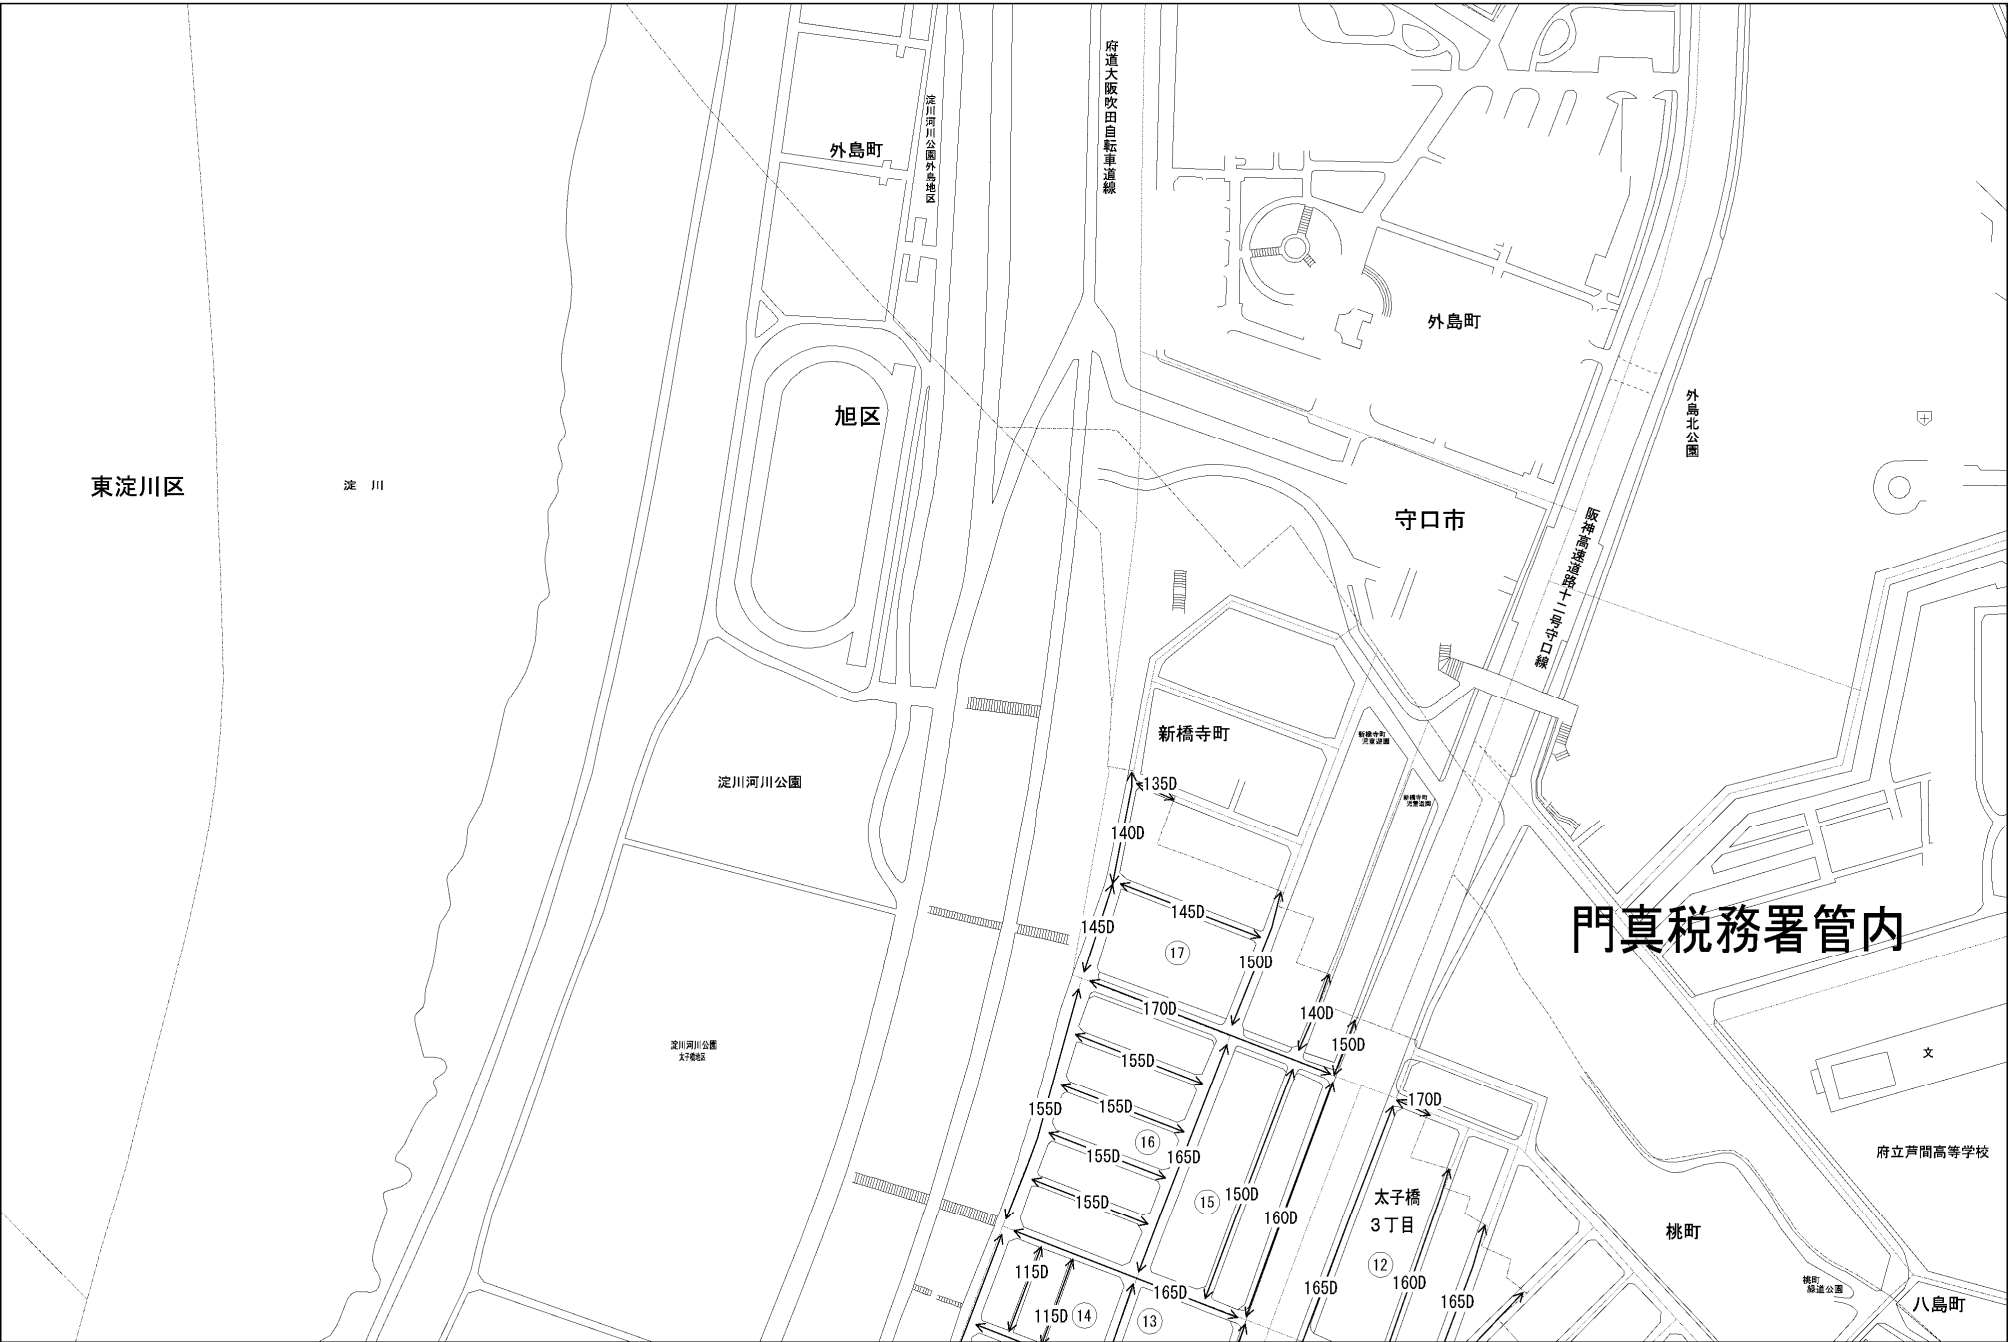 府道大阪吹田自転車道線
淀川河川公園外島地区
外島町
外島町
旭区
外島北公園
東淀川区
淀川
守口市
阪神高速道路十二号守口線
新橋寺町
新橋寺町
児童遊園
淀川河川公園
135D
新橋寺町
児童遊園
140D
145D
145D
門真税務署管内
17
150D
170D
140D
淀川河川公園
太子橋地区
150D
文
155D
170D
155D
155D
16
府立芦間高等学校
155D
165D
155D
15
150D
太子橋
3丁目
160D
桃町
12
115D
165D
160D
桃町
緑道公園
165D
165D
八島町
115D
14
13